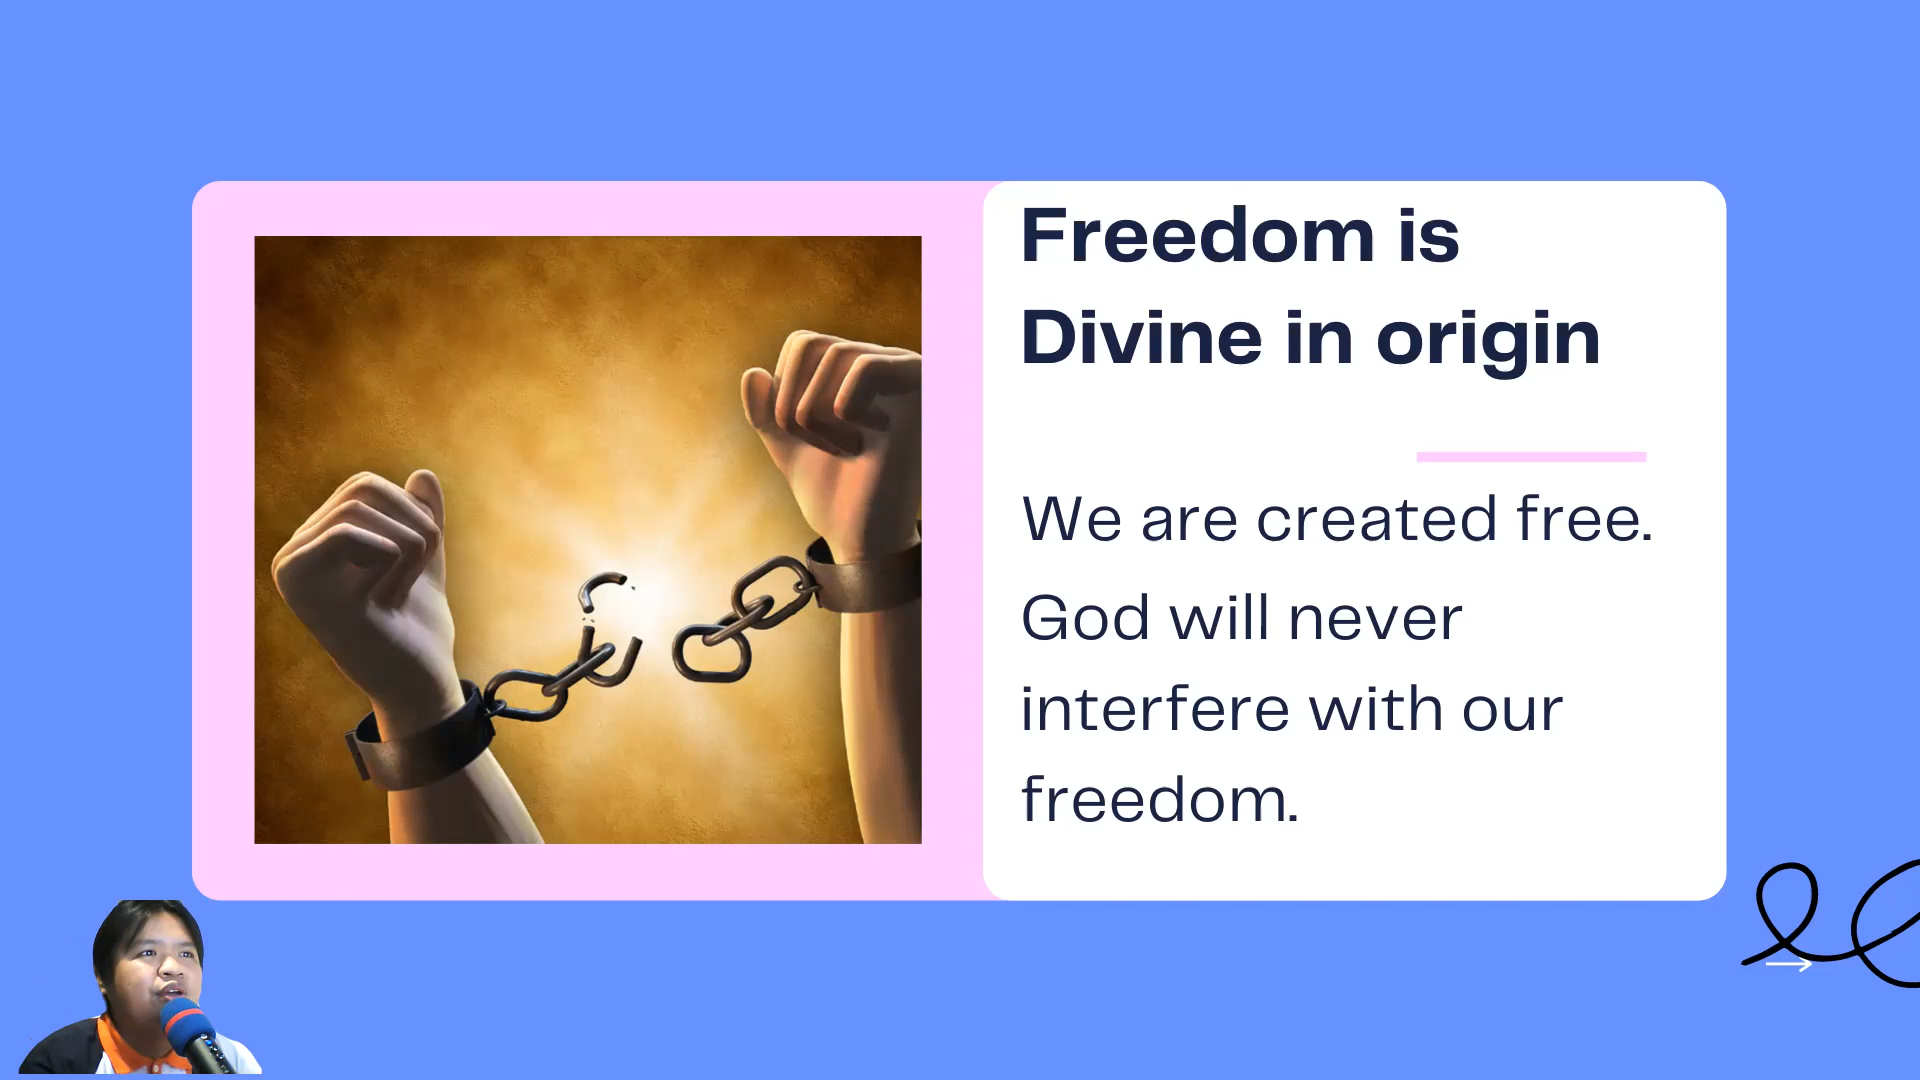 Freedom is
Divine in origin
We are created free.
God will never
interfere with our
freedom.